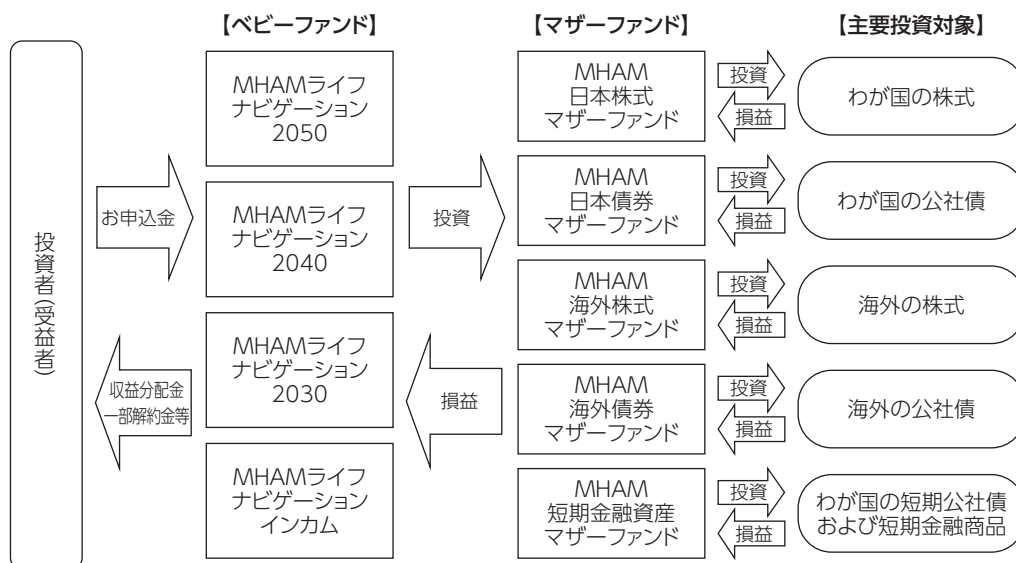 【ベビーファンド】
【マザーファンド】
【主要投資対象】
投資者(受益者)
お申込金
収益分配金
一部解約金等
MHAMライフ
ナビゲーション
2050
MHAMライフ
ナビゲーション
2040
MHAMライフ
ナビゲーション
2030
MHAMライフ
ナビゲーション
インカム
投資
損益
MHAM
日本株式
マザーファンド
投資
損益
わが国の株式
MHAM
日本債券
マザーファンド
投資
損益
わが国の公社債
MHAM
海外株式
マザーファンド
投資
損益
海外の株式
MHAM
海外債券
マザーファンド
投資
損益
海外の公社債
MHAM
短期金融資産
マザーファンド
投資
損益
わが国の短期公社債
および短期金融商品